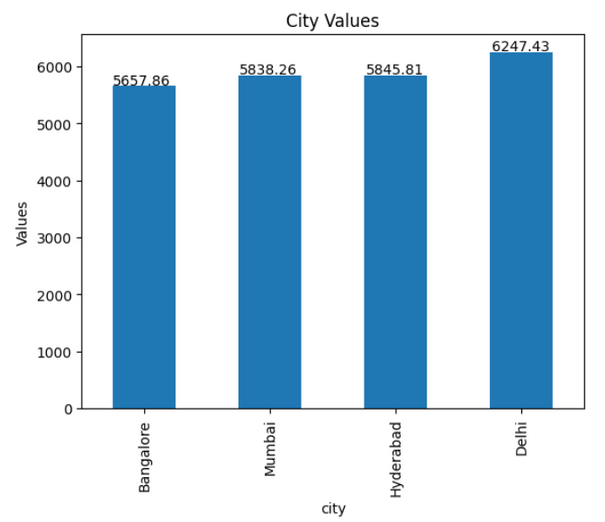 City Values
Values
6000
5000
4000
3000
2000
1000
0
5657.86
5838.26
5845.81
6247.43
Bangalore
Mumbai
Hyderabad
Delhi
city